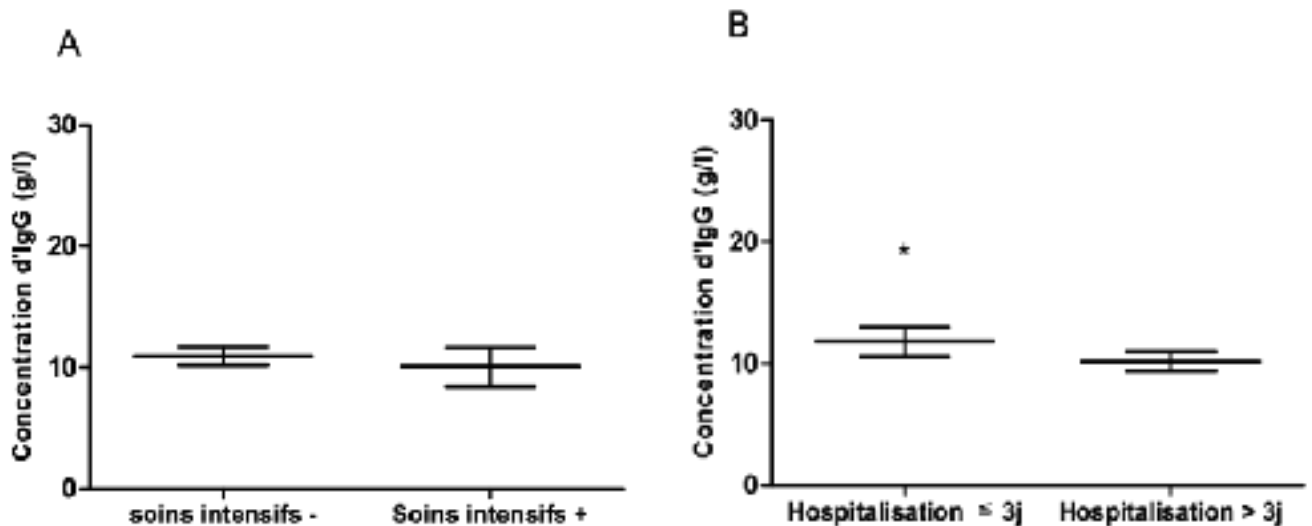 A
Concentration d'IgG (g/l)
30
20
10
0
soins intensifs -
Soins intensifs +
B
Concentration d'IgG (g/l)
30
20
10
0
*
Hospitalisation ≤ 3j
Hospitalisation > 3j